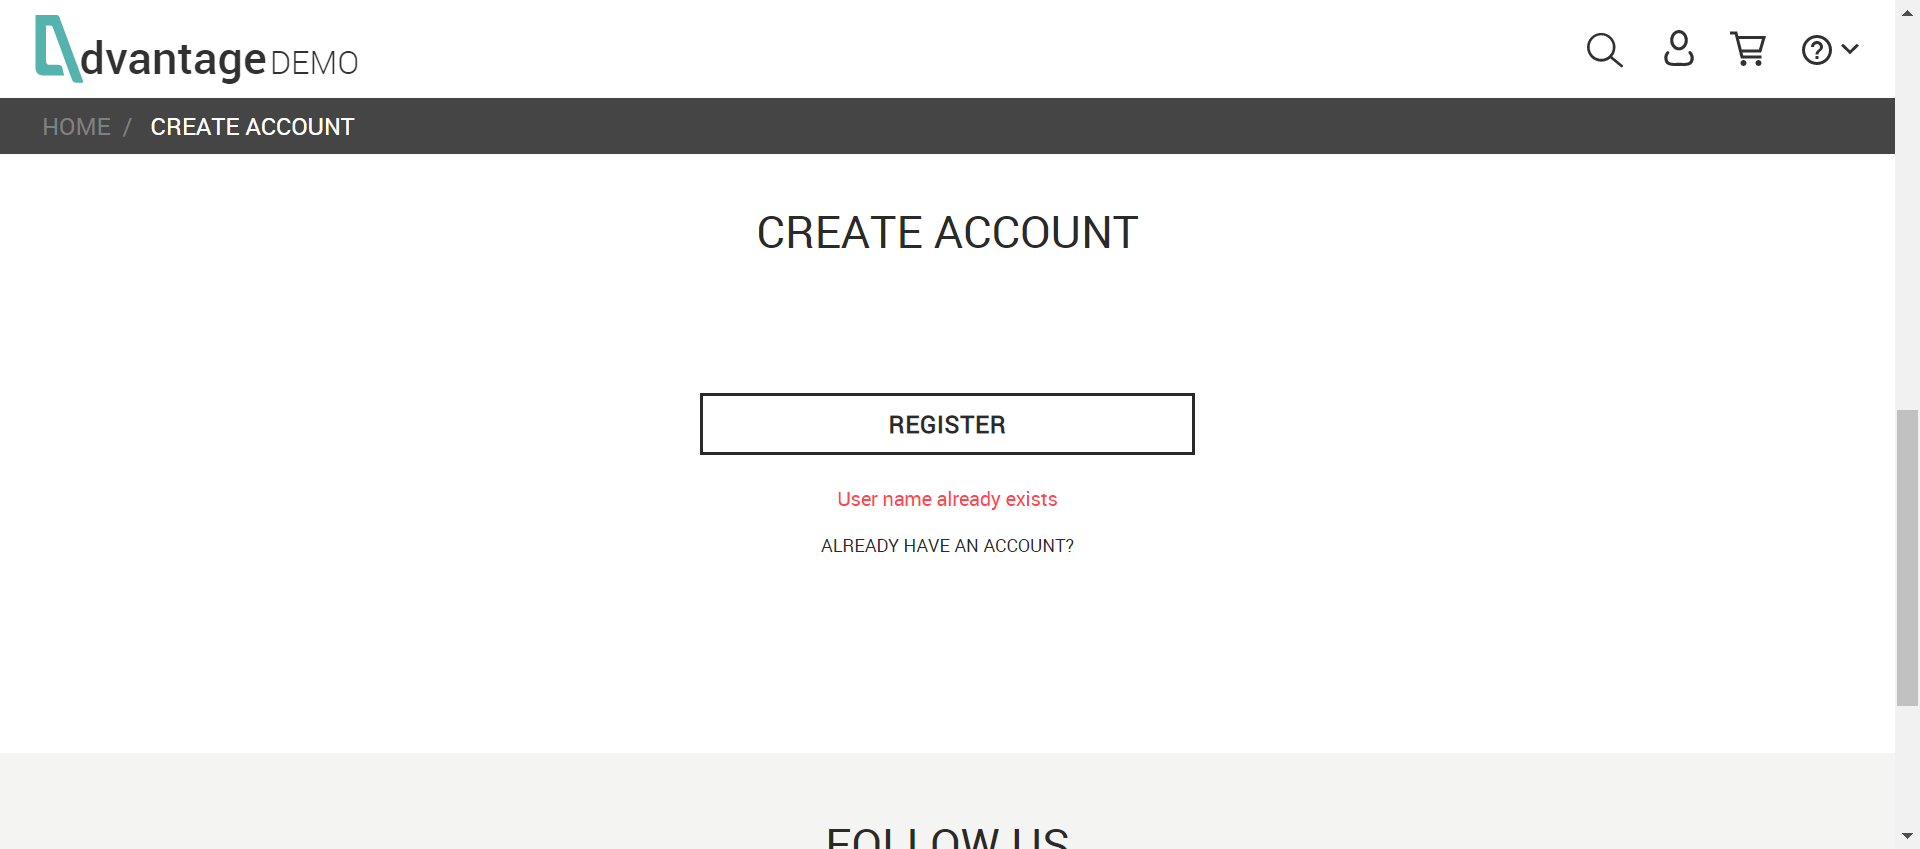 dvantage DEMO
HOME / CREATE ACCOUNT
CREATE ACCOUNT
REGISTER
User name already exists
ALREADY HAVE AN ACCOUNT?
FOLLOW US